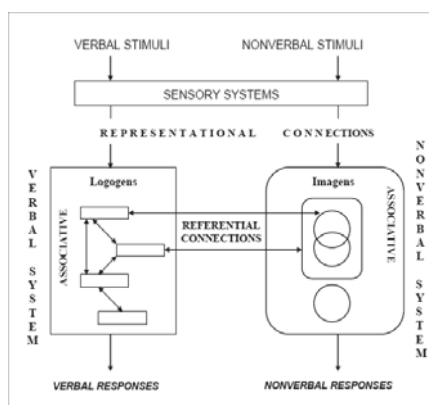 VERBAL STIMULI
NONVERBAL STIMULI
SENSORY SYSTEMS
REPRESENTATIONAL CONNECTIONS
VERBAL SYSTEM
Logogens
ASSOCIATIVE
REFERENTIAL
CONNECTIONS
Imagens
ASSOCIATIVE
NONVERBAL SYSTEM
VERBAL RESPONSES
NONVERBAL RESPONSES